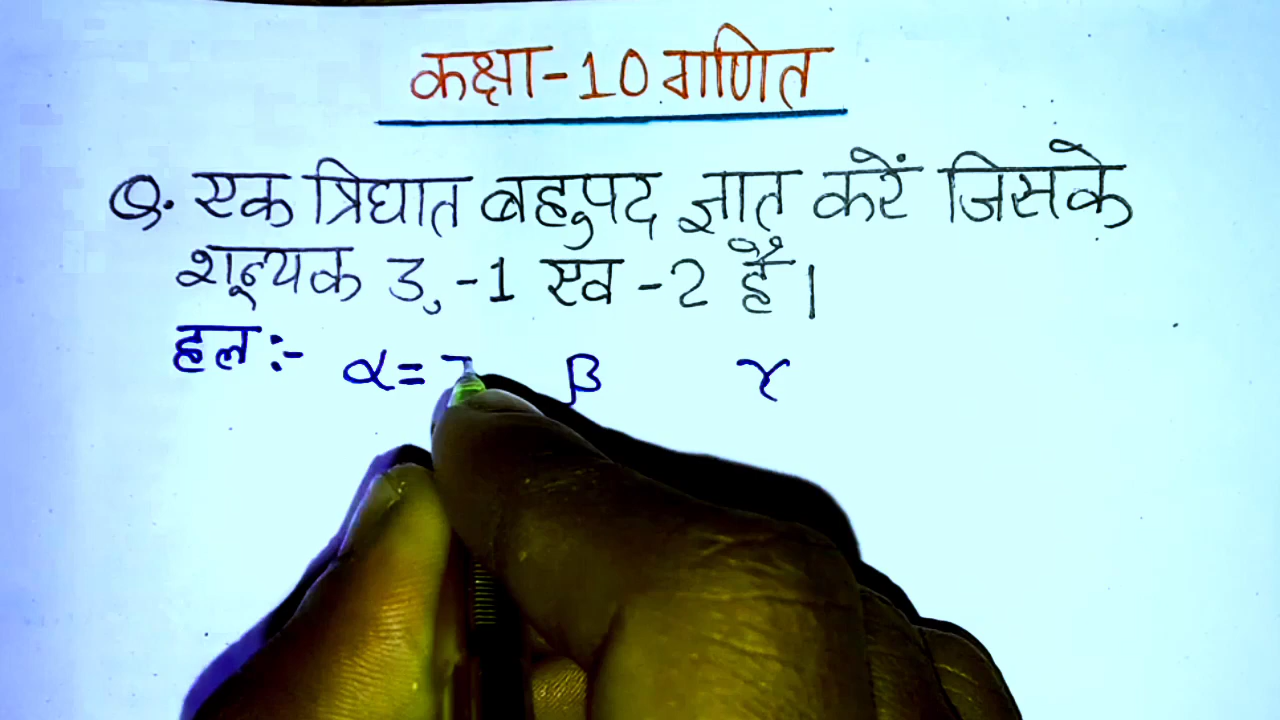 कक्षा-10 गणित
Q. एक त्रिघात बहुपद ज्ञात करें जिसके
शून्यक 3, -1 एव -2 है।
हल :- α = β γ